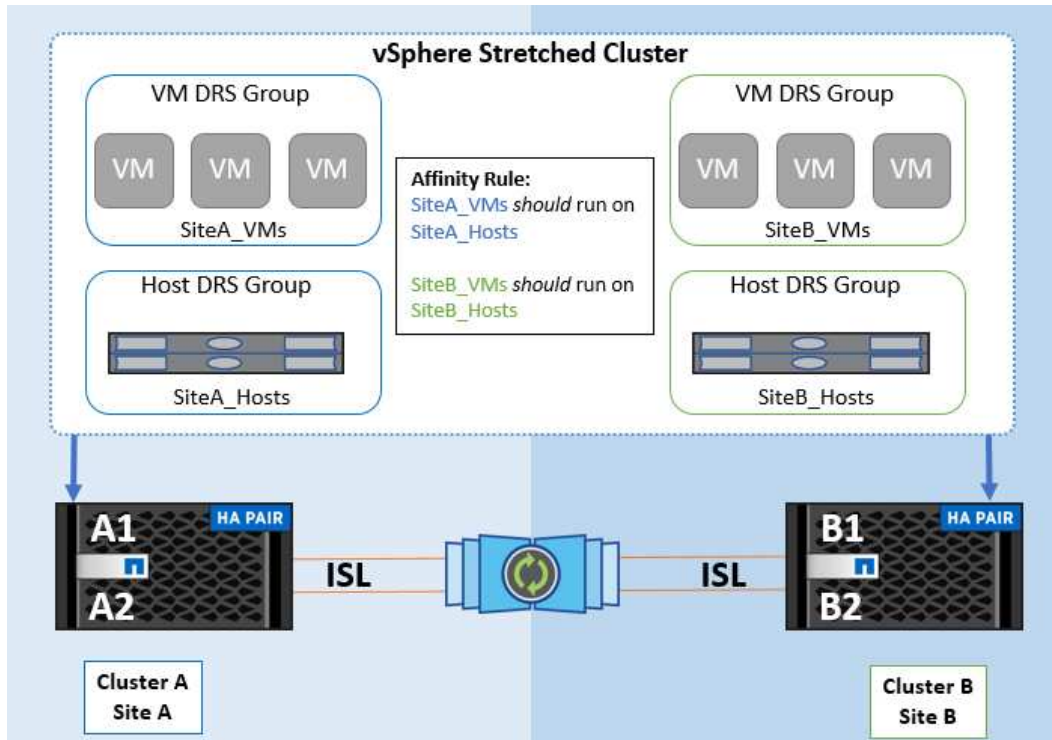 vSphere Stretched Cluster
VM DRS Group
VM VM VM
SiteA_VMs
Host DRS Group
SiteA_Hosts
Affinity Rule:
SiteA_VMs should run on
SiteA_Hosts
SiteB_VMs should run on
SiteB_Hosts
VM DRS Group
VM VM VM
SiteB_VMs
Host DRS Group
SiteB_Hosts
A1
HA PAIR
A2
ISL
ISL
B1
HA PAIR
B2
Cluster A
Site A
Cluster B
Site B